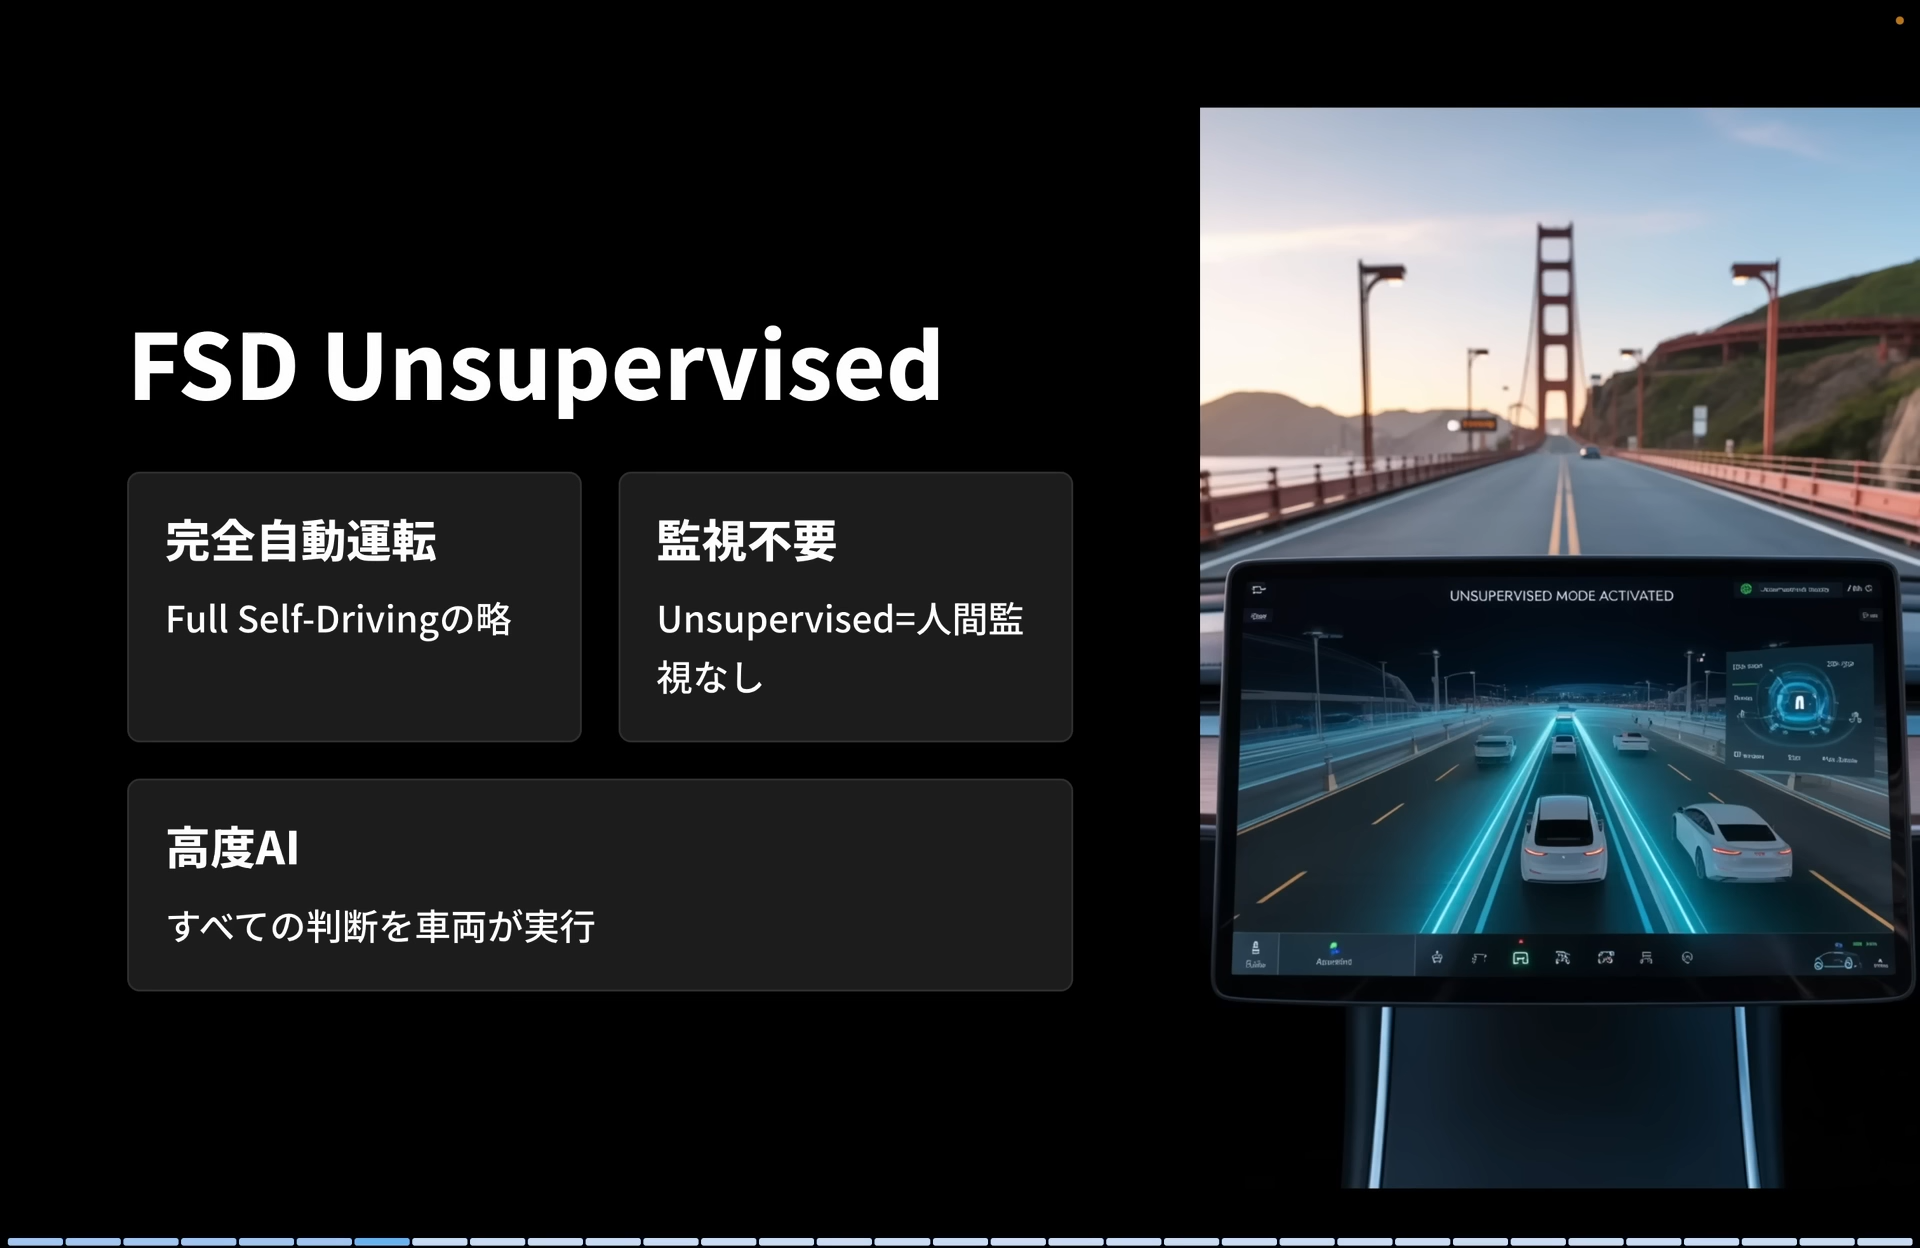 FSD Unsupervised
完全自動運転
Full Self-Drivingの略
監視不要
Unsupervised=人間監
視なし
高度AI
すべての判断を車両が実行
UNSUPERVISED MODE ACTIVATED